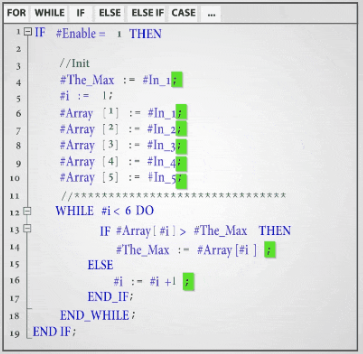 FOR WHILE IF ELSE ELSE IF CASE ...
1 IF #Enable = 1 THEN
2
3 //Init
4 #The_Max := #In_1;
5 #i := 1;
6 #Array [1] := #In_1;
7 #Array [2] := #In_2;
8 #Array [3] := #In_3;
9 #Array [4] := #In_4;
10 #Array [5] := #In_5;
11 //*****************************
12 WHILE #i < 6 DO
13 IF #Array[#i] > #The_Max THEN
14 #The_Max := #Array[#i] ;
15 ELSE
16 #i := #i +1 ;
17 END_IF;
18 END_WHILE;
19 END IF;